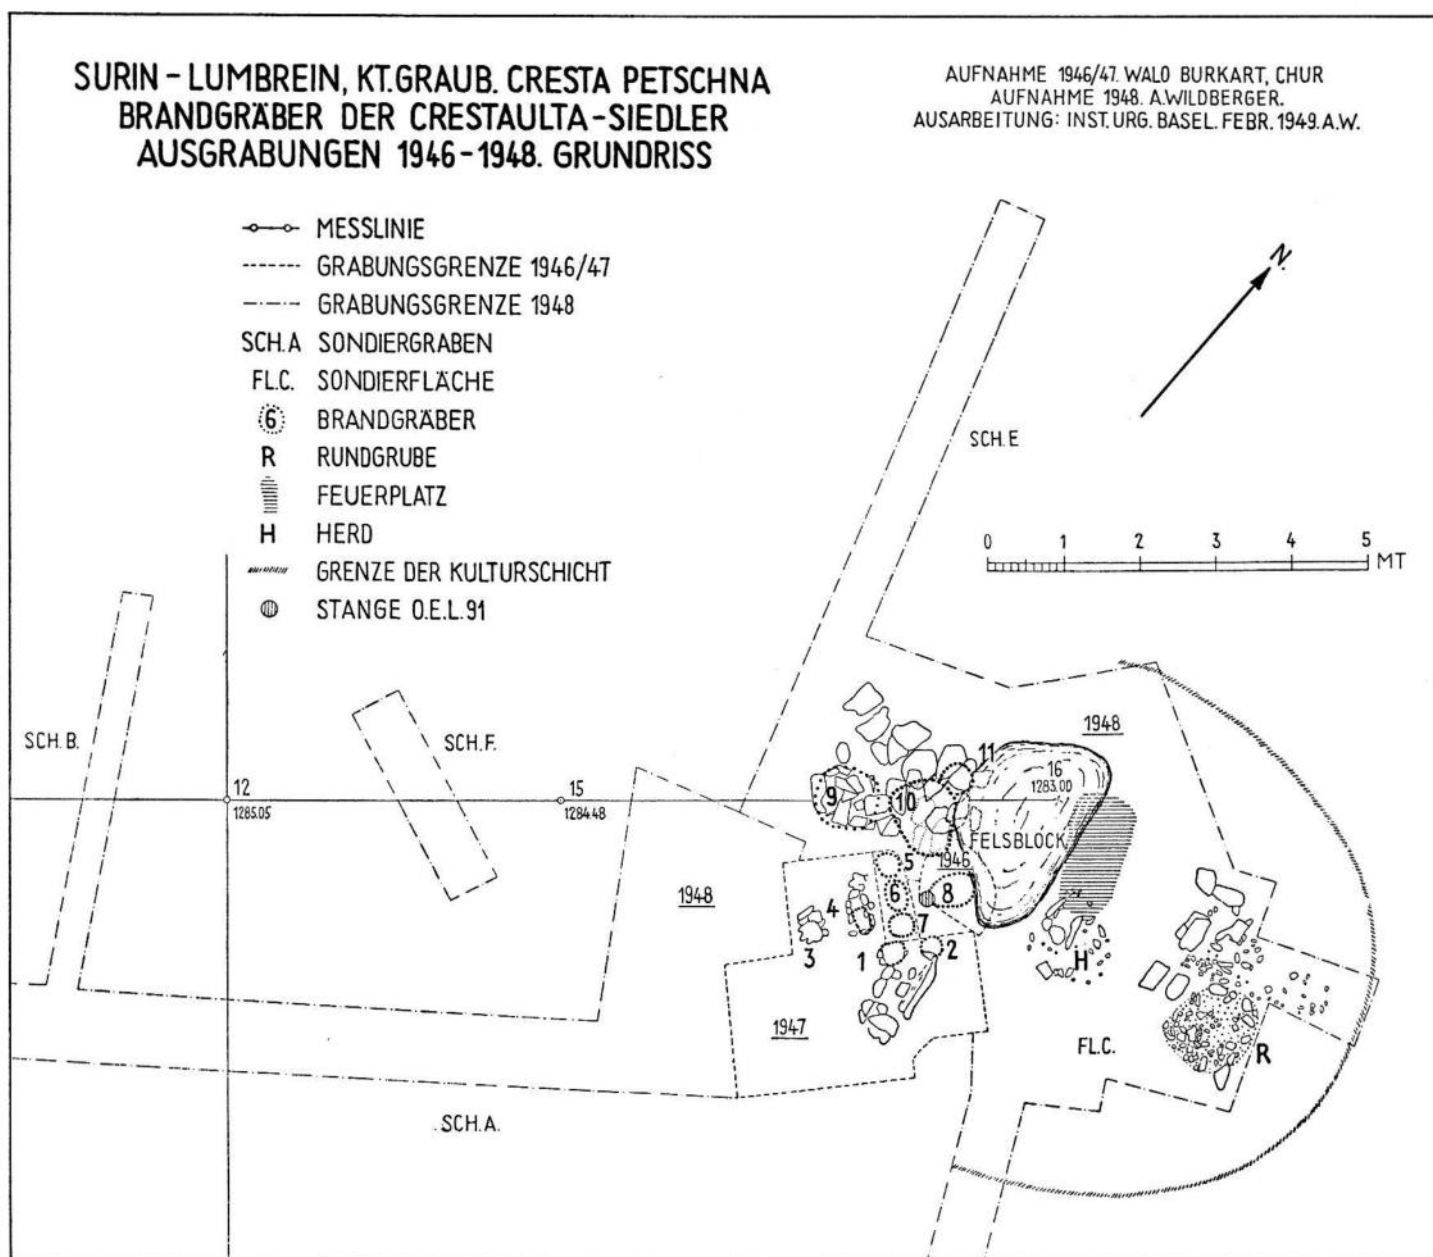 SURIN - LUMBREIN, KT.GRAUB. CRESTA PETSCHNA
BRANDGRÄBER DER CRESTAULTA-SIEDLER
AUSGRABUNGEN 1946-1948. GRUNDRISS
AUFNAHME 1946/47. WALO BURKART, CHUR
AUFNAHME 1948. A.WILDBERGER.
AUSARBEITUNG: INST. URG. BASEL. FEBR. 1949. A.W.
MESSLINIE
GRABUNGSGRENZE 1946/47
GRABUNGSGRENZE 1948
SCH.A SONDIERGRABEN
FL.C. SONDIERFLÄCHE
6 BRANDGRÄBER
R RUNDGRUBE
FEUERPLATZ
H HERD
GRENZE DER KULTURSCHICHT
STANGE O.E.L.91
N.
SCH.E
0 1 2 3 4 5 MT
SCH.B.
SCH.F.
1948
11
12
1285.05
15
1284.48
16
1283.00
9
10
FELSBLOCK
5
1946
1948
6
8
4
7
3
1
2
H
1947
FL.C.
R
SCH.A.